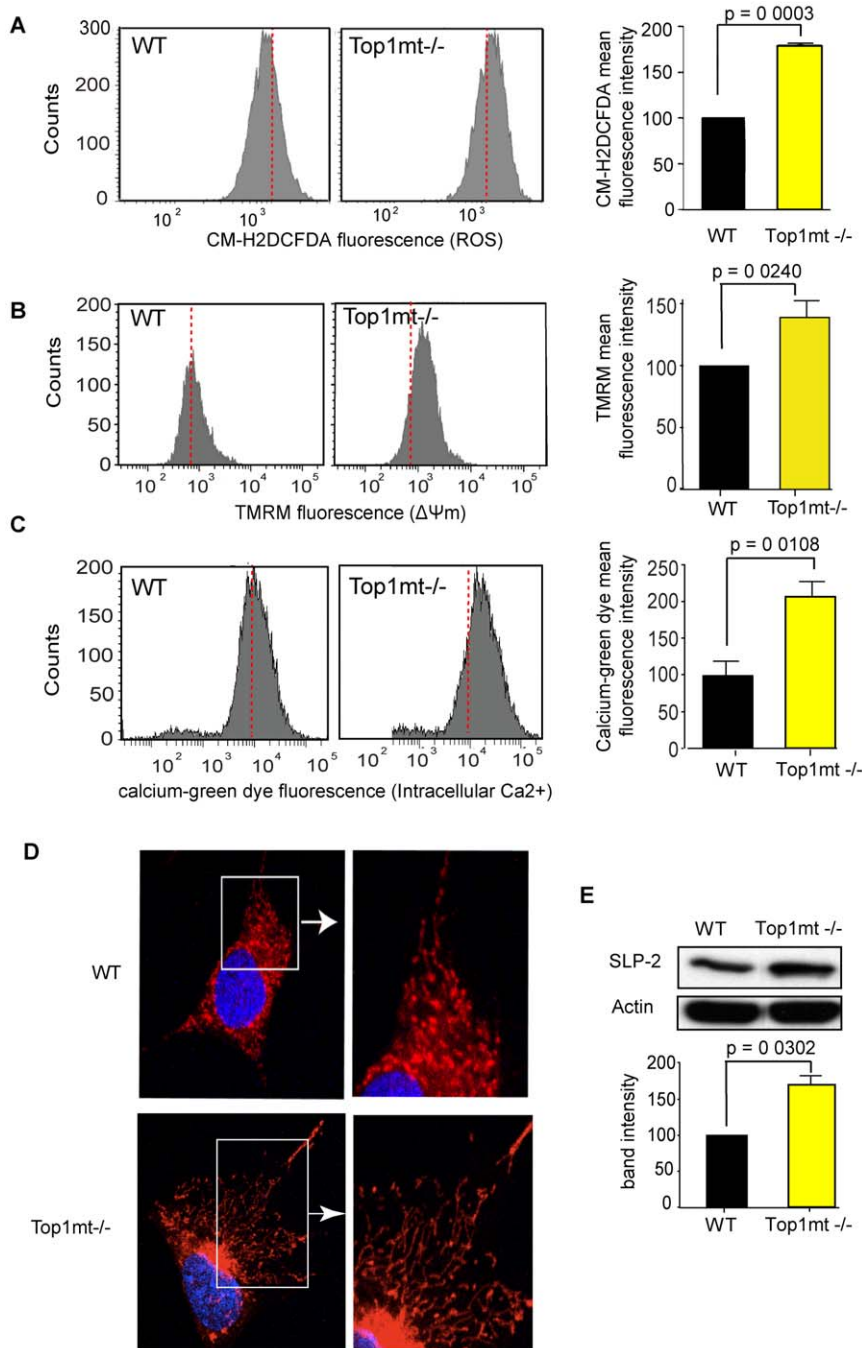 A
WT
Top1mt-/-
Counts
300
200
100
0
10² 10³
10² 10³
CM-H2DCFDA fluorescence (ROS)
p = 0 0003
CM-H2DCFDA mean
fluorescence intensity
200
150
100
50
0
WT Top1mt -/-
B
WT
Top1mt-/-
Counts
200
150
100
50
0
10² 10³ 10⁴ 10⁵
10² 10³ 10⁴ 10⁵
TMRM fluorescence (ΔΨm)
p = 0 0240
TMRM mean
fluorescence intensity
150
100
50
0
WT Top1mt-/-
C
WT
Top1mt-/-
Counts
200
150
100
50
0
10² 10³ 10⁴ 10⁵
10² 10³ 10⁴ 10⁵
calcium-green dye fluorescence (Intracellular Ca2+)
p = 0 0108
Calcium-green dye mean
fluorescence intensity
250
200
150
100
50
0
WT Top1mt -/-
D
WT
Top1mt-/-
E
WT Top1mt -/-
SLP-2
Actin
p = 0 0302
band intensity
200
150
100
50
0
WT Top1mt -/-